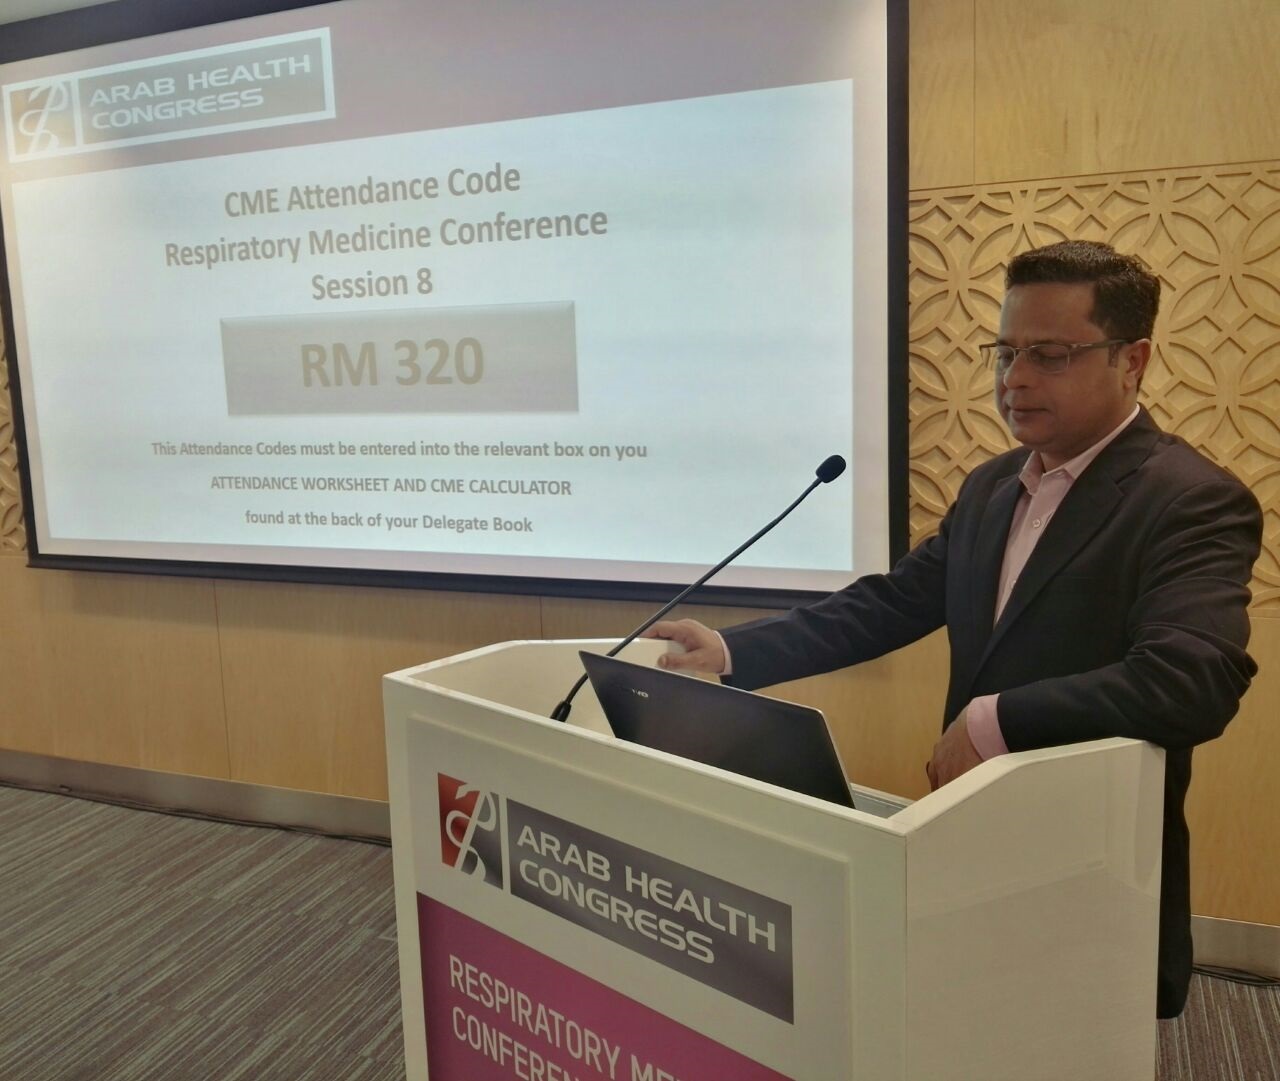 ARAB HEALTH
CONGRESS
CME Attendance Code
Respiratory Medicine Conference
Session 8
RM 320
This Attendance Codes must be entered into the relevant box on you
ATTENDANCE WORKSHEET AND CME CALCULATOR
found at the back of your Delegate Book
ARAB HEALTH
CONGRESS
RESPIRATORY